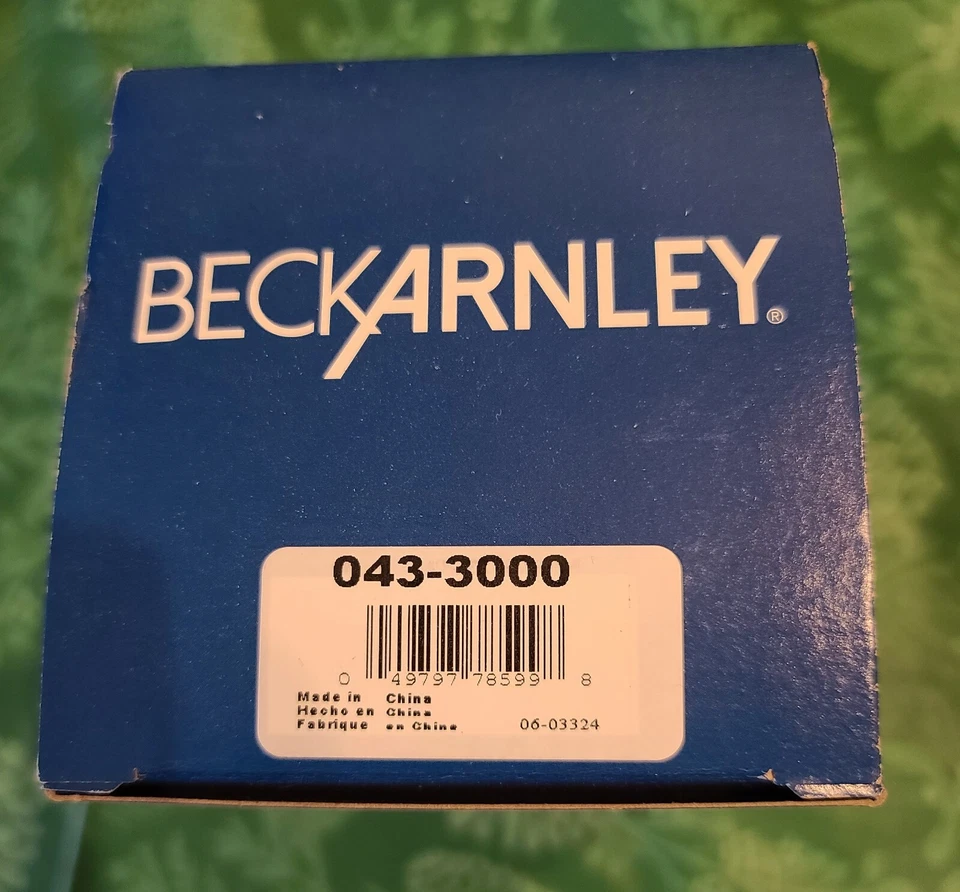 BECKARNLEY®
043-3000
0 49797 78599 8
Made in China
Hecho en China
Fabrique en Chine
06-03324